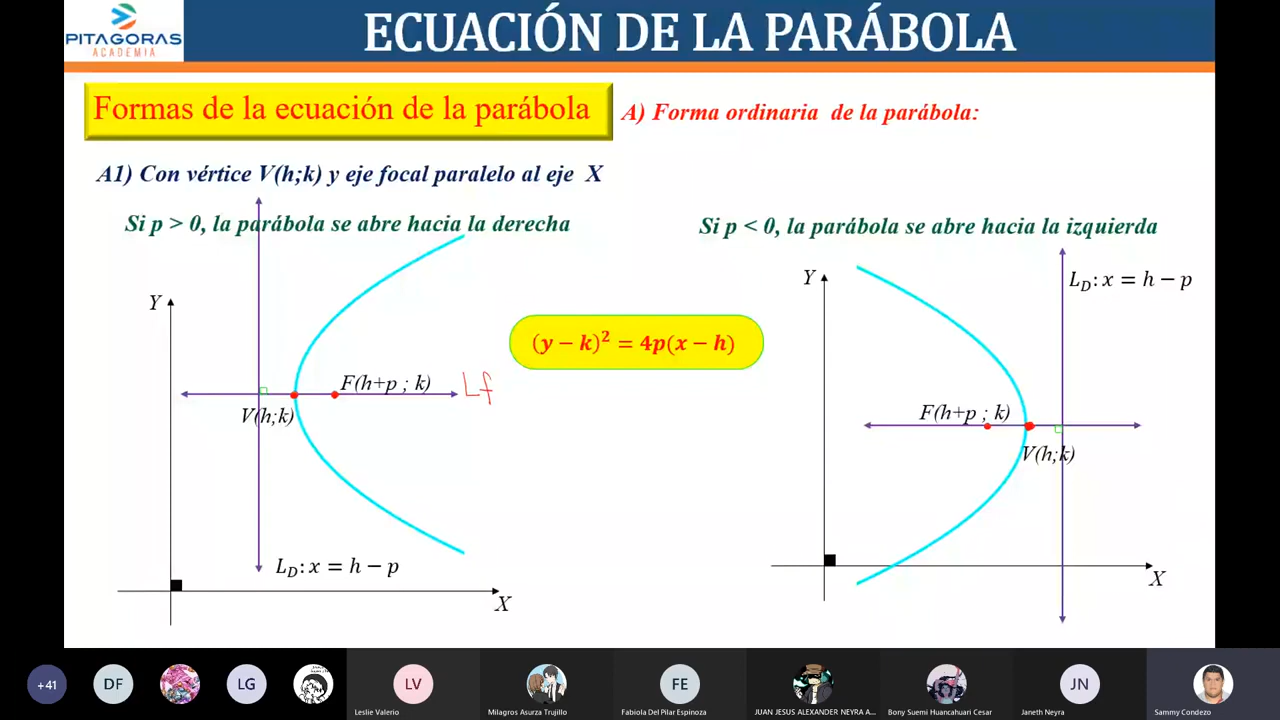 PITAGORAS
ACADEMIA
ECUACIÓN DE LA PARÁBOLA
Formas de la ecuación de la parábola
A) Forma ordinaria de la parábola:
A1) Con vértice V(h;k) y eje focal paralelo al eje X
Si p > 0, la parábola se abre hacia la derecha
Si p < 0, la parábola se abre hacia la izquierda
Y
(y − k)² = 4p(x − h)
F(h+p ; k)
Lf
V(h;k)
L_D: x = h − p
X
Y
L_D: x = h − p
F(h+p ; k)
V(h;k)
X
+41
DF
LG
LV
FE
JN
Leslie Valerio
Milagros Asurza Trujillo
Fabiola Del Pilar Espinoza
JUAN JESUS ALEXANDER NEYRA A...
Bony Suemi Huancahuari Cesar
Janeth Neyra
Sammy Condezo